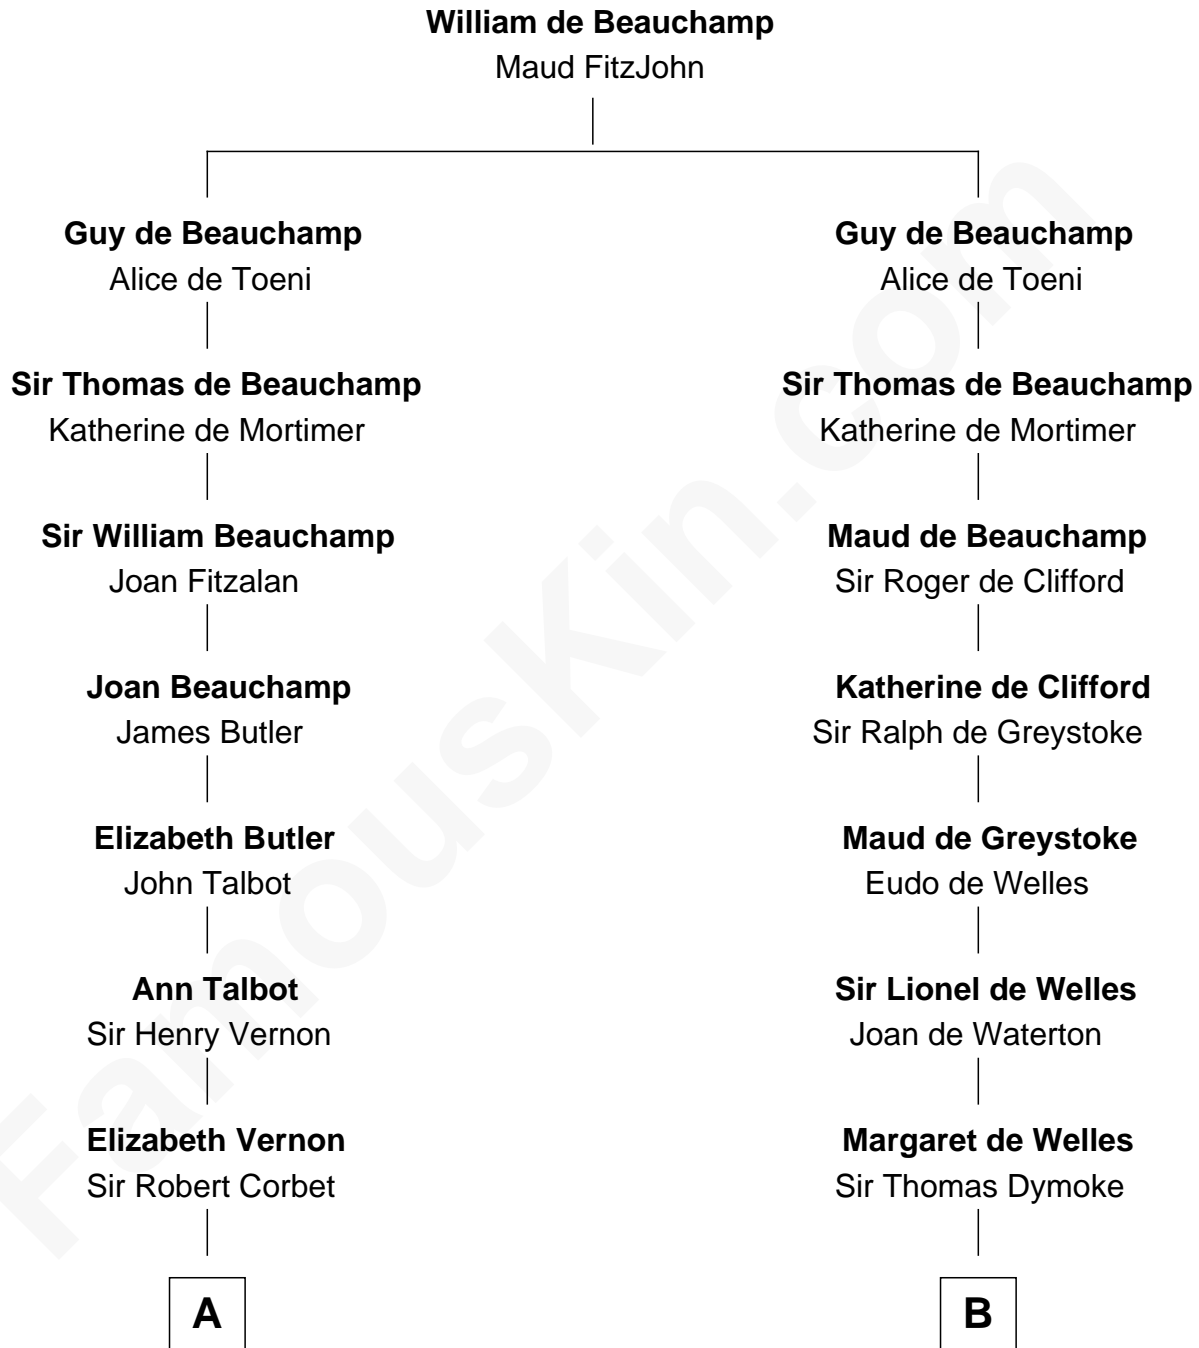 William de Beauchamp
Maud FitzJohn
Guy de Beauchamp
Alice de Toeni
Sir Thomas de Beauchamp
Katherine de Mortimer
Sir William Beauchamp
Joan Fitzalan
Joan Beauchamp
James Butler
Elizabeth Butler
John Talbot
Ann Talbot
Sir Henry Vernon
Elizabeth Vernon
Sir Robert Corbet
A
Guy de Beauchamp
Alice de Toeni
Sir Thomas de Beauchamp
Katherine de Mortimer
Maud de Beauchamp
Sir Roger de Clifford
Katherine de Clifford
Sir Ralph de Greystoke
Maud de Greystoke
Eudo de Welles
Sir Lionel de Welles
Joan de Waterton
Margaret de Welles
Sir Thomas Dymoke
B
FamousKin.com